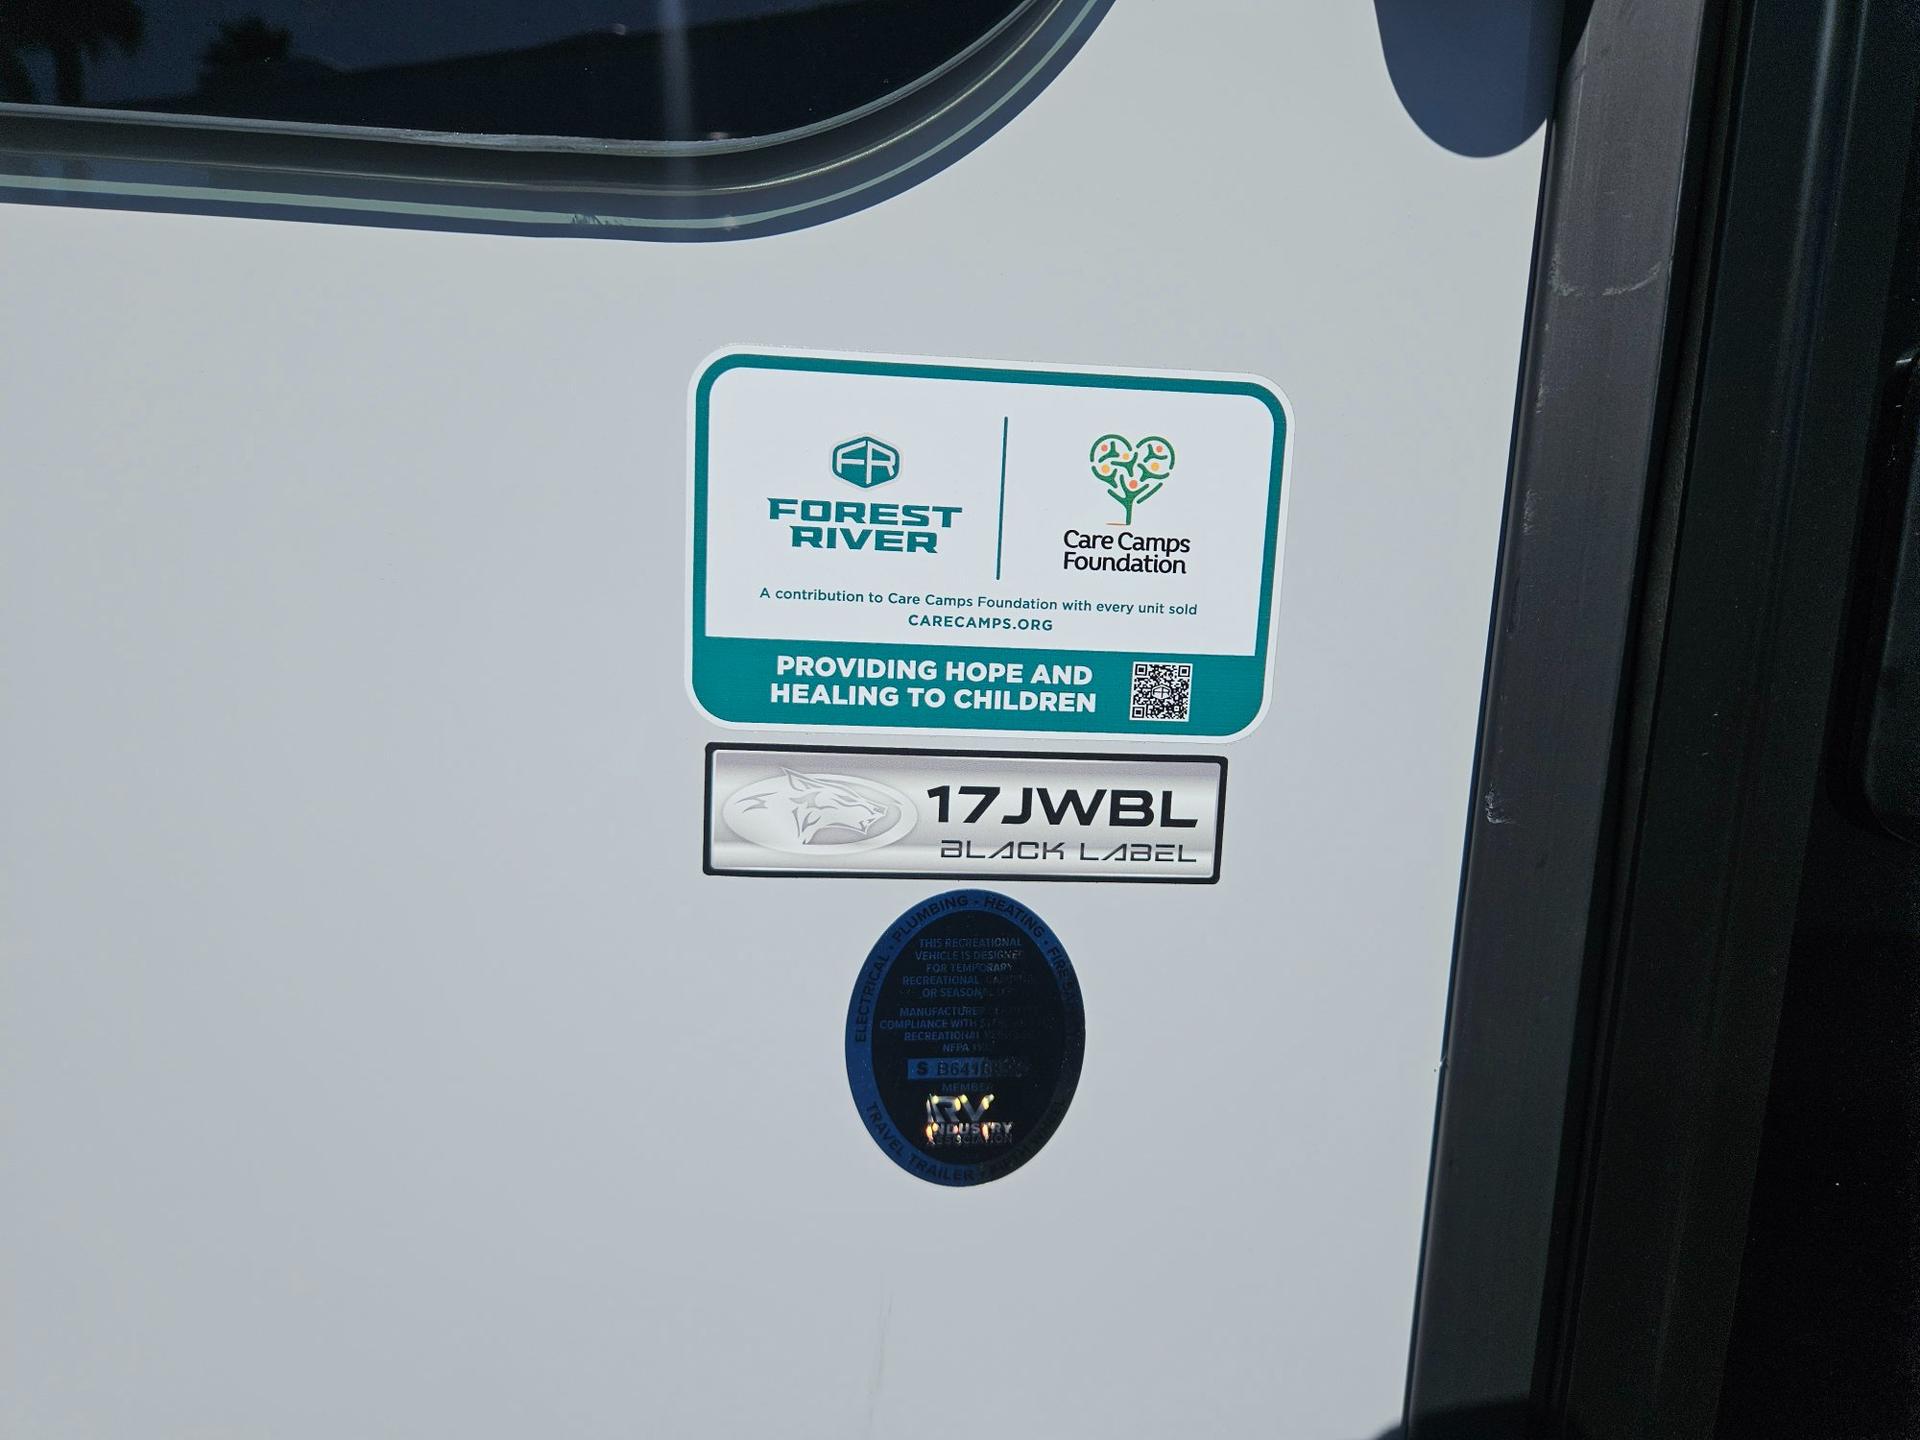 FR
FOREST
RIVER
Care Camps
Foundation
A contribution to Care Camps Foundation with every unit sold
CARECAMPS.ORG
PROVIDING HOPE AND
HEALING TO CHILDREN
17JWBL
BLACK LABEL
ELECTRICAL · PLUMBING · HEATING ·
THIS RECREATIONAL
VEHICLE IS DESIGNED
FOR TEMPORARY
RECREATIONAL,
OR SEASONAL
MANUFACTURER
COMPLIANCE WITH
RECREATIONAL
NFPA
S
MEMBER
RV
INDUSTRY
ASSOCIATION
TRAVEL TRAILER